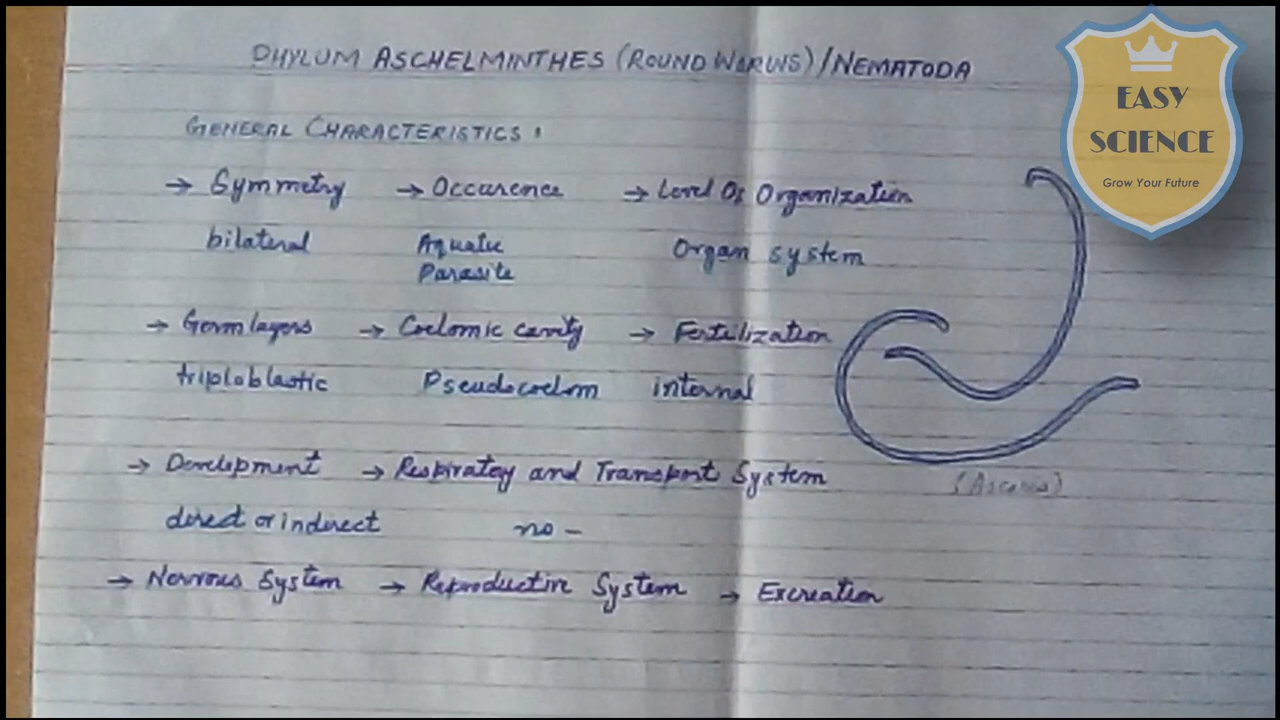 PHYLUM ASCHELMINTHES (ROUND WORWS)/NEMATODA
EASY
SCIENCE
Grow Your Future
GENERAL CHARACTERISTICS:
→ Symmetry → Occurence → Level Of Organization
bilateral Aquatic Organ system
Parasite
→ Germ layers → Coelomic cavity → Fertilization
triploblastic Pseudocoelom internal
→ Development → Respiratory and Transport System
direct or indirect no -
(Ascaris)
→ Nervous System → Reproductive System → Excreation